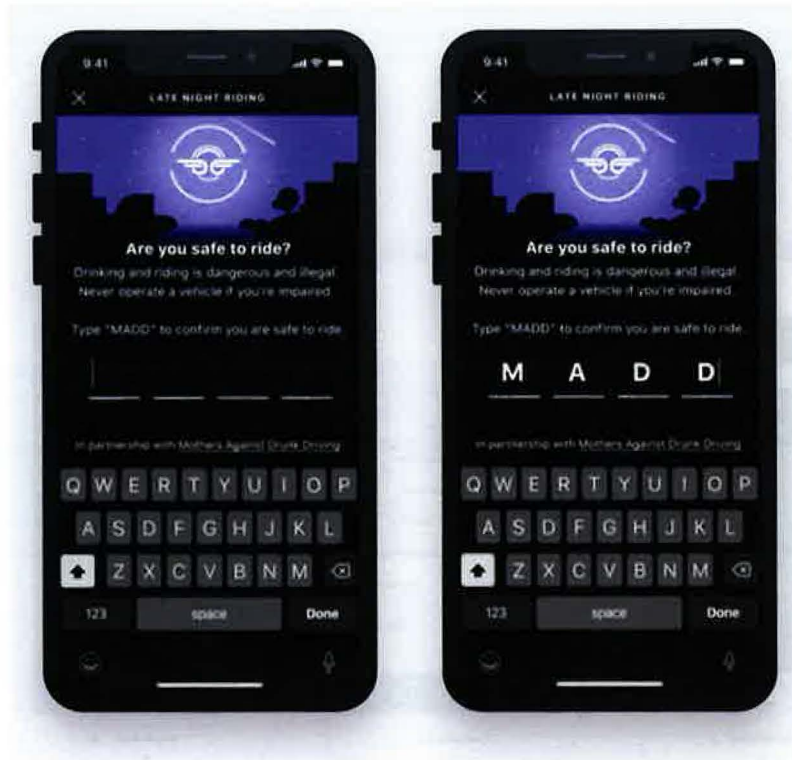 9:41
LATE NIGHT RIDING
Are you safe to ride?
Drinking and riding is dangerous and illegal.
Never operate a vehicle if you're impaired.
Type "MADD" to confirm you are safe to ride.
In partnership with Mothers Against Drunk Driving
Q W E R T Y U I O P
A S D F G H J K L
Z X C V B N M
123 space Done
9:41
LATE NIGHT RIDING
Are you safe to ride?
Drinking and riding is dangerous and illegal.
Never operate a vehicle if you're impaired.
Type "MADD" to confirm you are safe to ride.
M A D D
In partnership with Mothers Against Drunk Driving
Q W E R T Y U I O P
A S D F G H J K L
Z X C V B N M
123 space Done